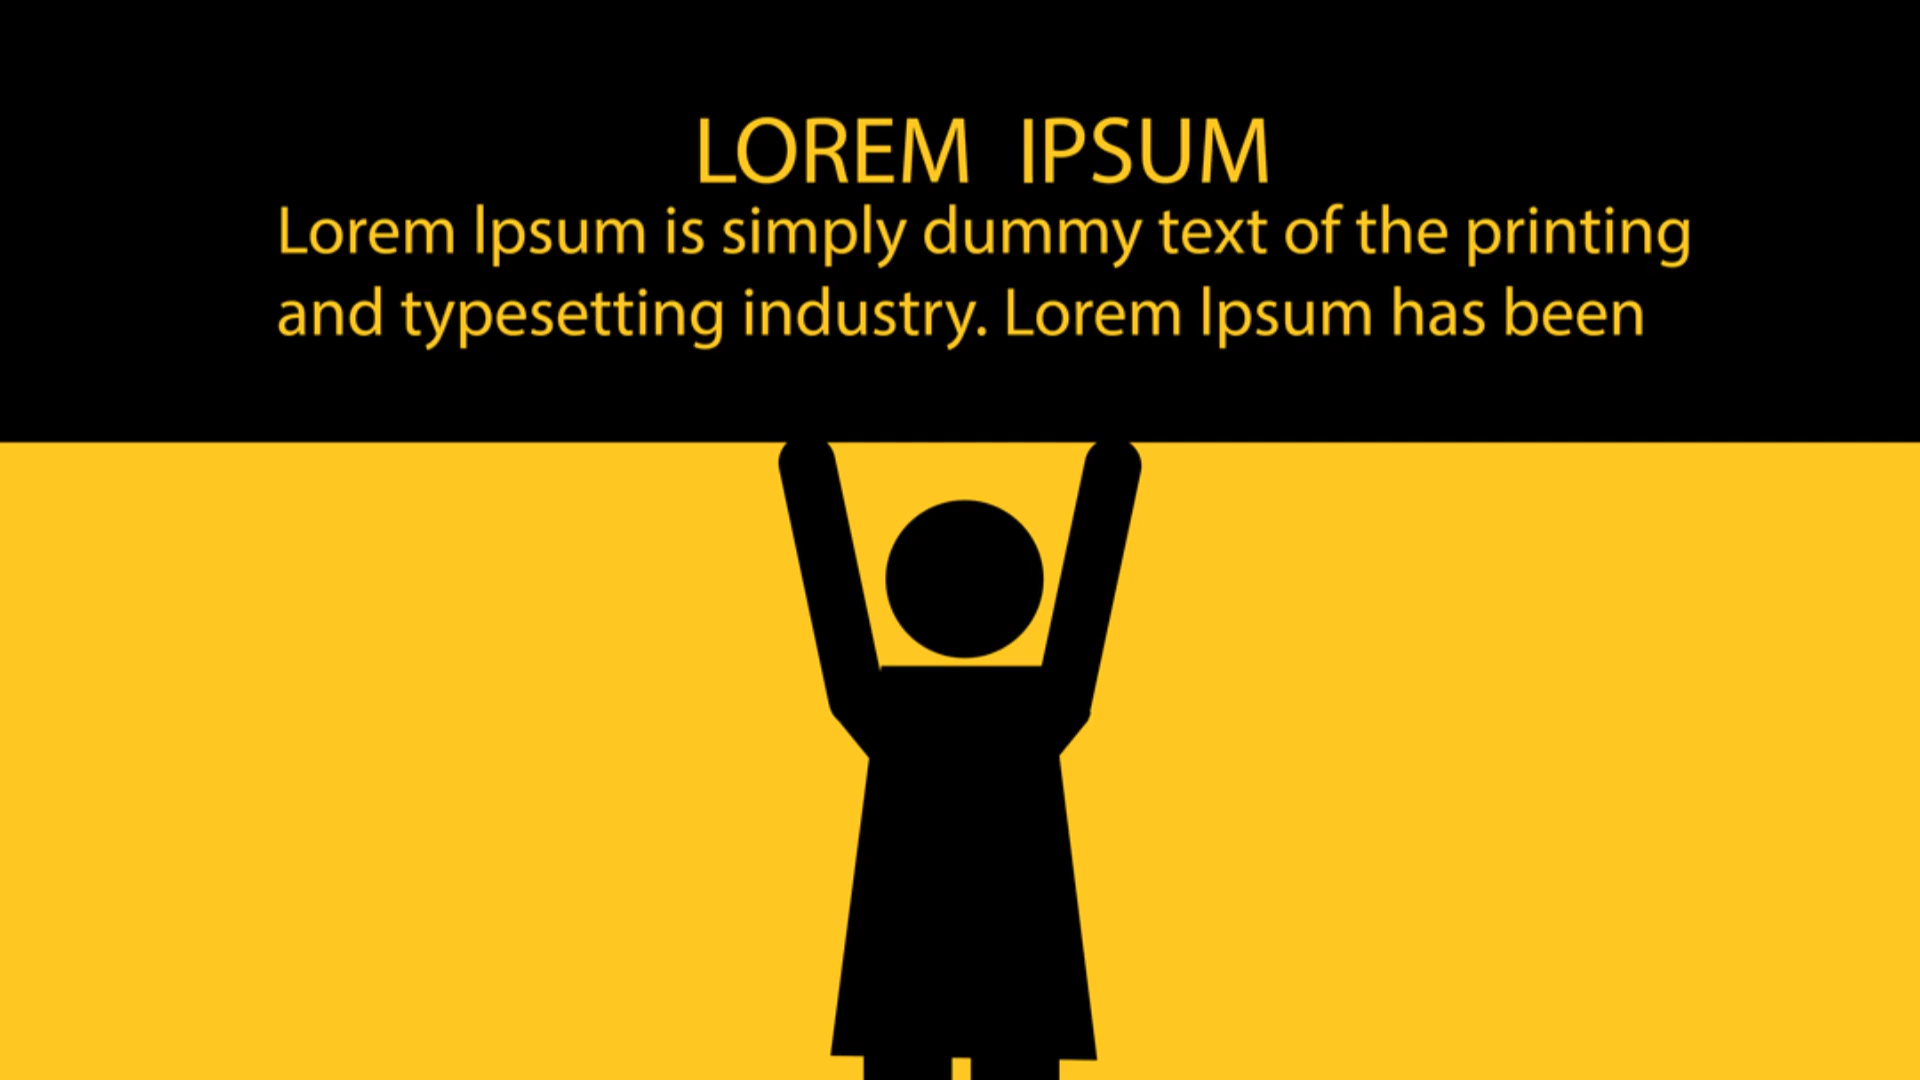 LOREM IPSUM
Lorem Ipsum is simply dummy text of the printing
and typesetting industry. Lorem Ipsum has been